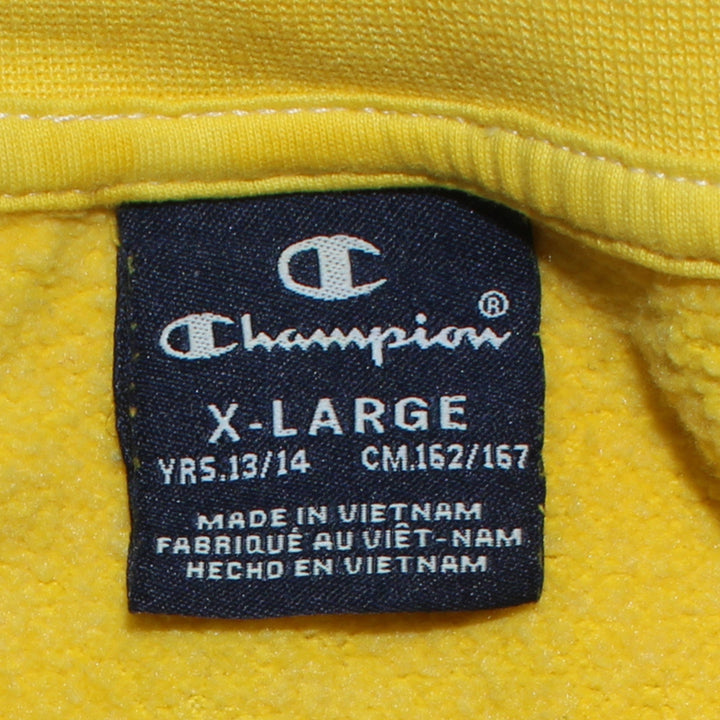 C
Champion®
X-LARGE
YRS.13/14 CM.162/167
MADE IN VIETNAM
FABRIQUÉ AU VIÊT-NAM
HECHO EN VIETNAM